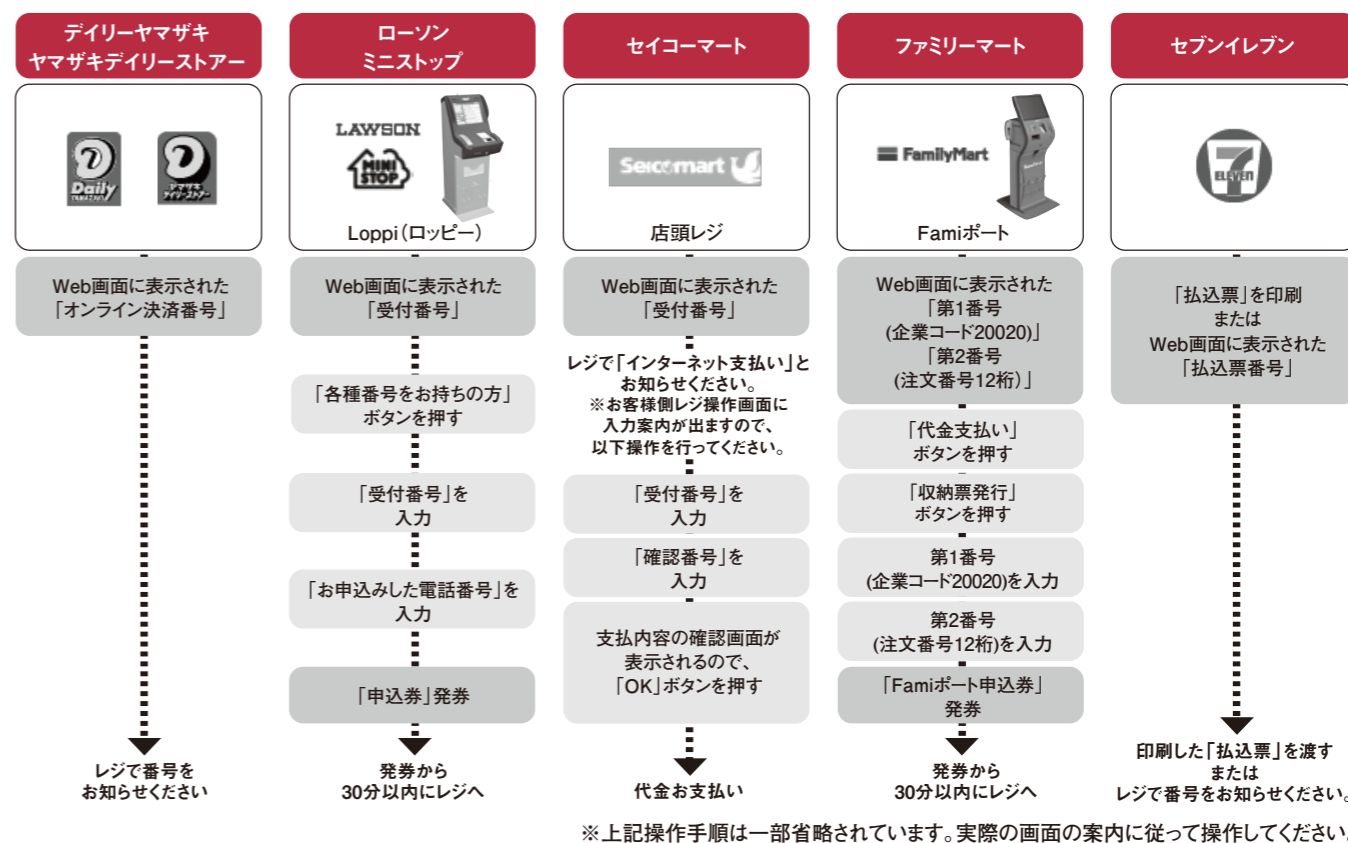 デイリーヤマザキ
ヤマザキデイリーストアー
Daily
YAMAZAKI
ヤマザキ
デイリーストアー
Web画面に表示された
「オンライン決済番号」
レジで番号を
お知らせください
ローソン
ミニストップ
LAWSON
MINI
STOP
Loppi（ロッピー）
Web画面に表示された
「受付番号」
「各種番号をお持ちの方」
ボタンを押す
「受付番号」を
入力
「お申込みした電話番号」を
入力
「申込券」発券
発券から
30分以内にレジへ
セイコーマート
Seicomart
店頭レジ
Web画面に表示された
「受付番号」
レジで「インターネット支払い」と
お知らせください。
※お客様側レジ操作画面に
入力案内が出ますので、
以下操作を行ってください。
「受付番号」を
入力
「確認番号」を
入力
支払内容の確認画面が
表示されるので、
「OK」ボタンを押す
代金お支払い
ファミリーマート
FamilyMart
Famiポート
Web画面に表示された
「第1番号
(企業コード20020)」
「第2番号
(注文番号12桁)」
「代金支払い」
ボタンを押す
「収納票発行」
ボタンを押す
第1番号
(企業コード20020)を入力
第2番号
(注文番号12桁)を入力
「Famiポート申込券」
発券
発券から
30分以内にレジへ
セブンイレブン
7
ELEVEN
「払込票」を印刷
または
Web画面に表示された
「払込票番号」
印刷した「払込票」を渡す
または
レジで番号をお知らせください。
※上記操作手順は一部省略されています。実際の画面の案内に従って操作してください。